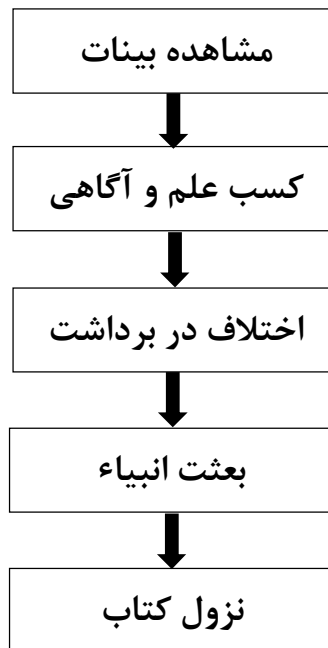 مشاهده بینات
کسب علم و آگاهی
اختلاف در برداشت
بعثت انبیاء
نزول کتاب